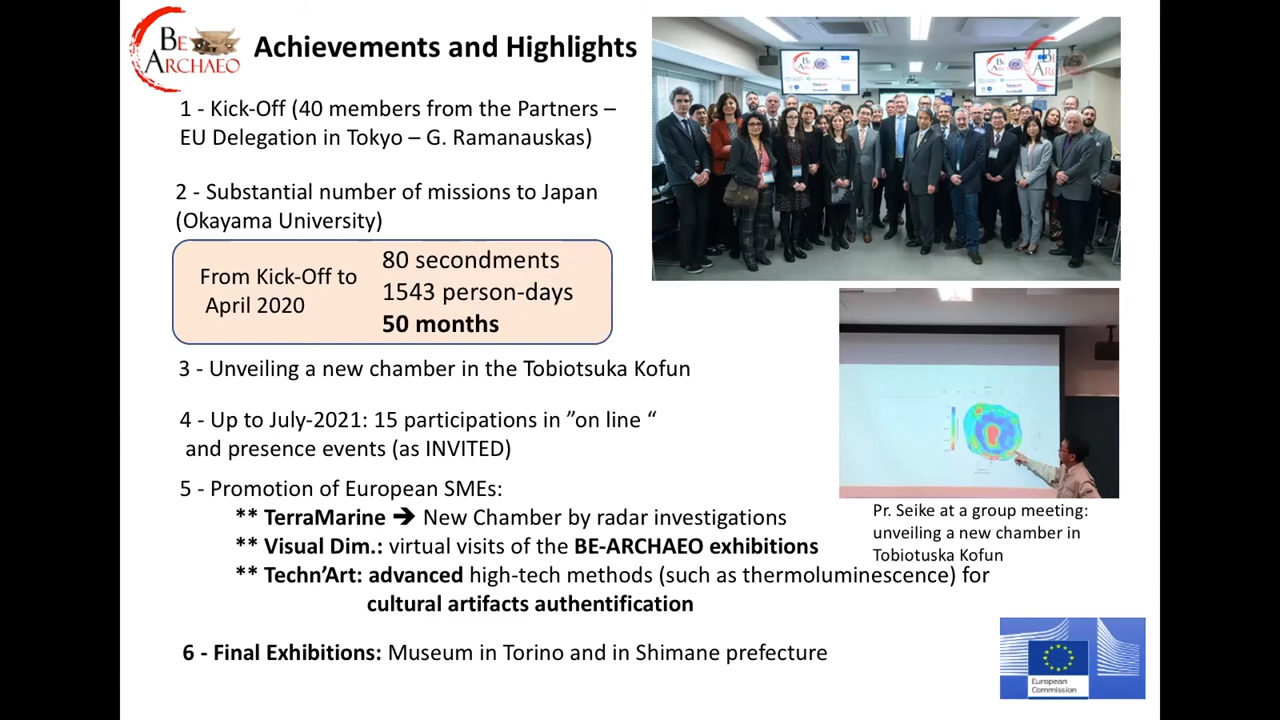 BE
ARCHAEO
Achievements and Highlights
1 - Kick-Off (40 members from the Partners –
EU Delegation in Tokyo – G. Ramanauskas)
2 - Substantial number of missions to Japan
(Okayama University)
From Kick-Off to
April 2020
80 secondments
1543 person-days
50 months
3 - Unveiling a new chamber in the Tobiotsuka Kofun
4 - Up to July-2021: 15 participations in ”on line “
and presence events (as INVITED)
5 - Promotion of European SMEs:
** TerraMarine ➔ New Chamber by radar investigations
** Visual Dim.: virtual visits of the BE-ARCHAEO exhibitions
** Techn’Art: advanced high-tech methods (such as thermoluminescence) for
cultural artifacts authentification
6 - Final Exhibitions: Museum in Torino and in Shimane prefecture
Pr. Seike at a group meeting:
unveiling a new chamber in
Tobiotuska Kofun
European
Commission